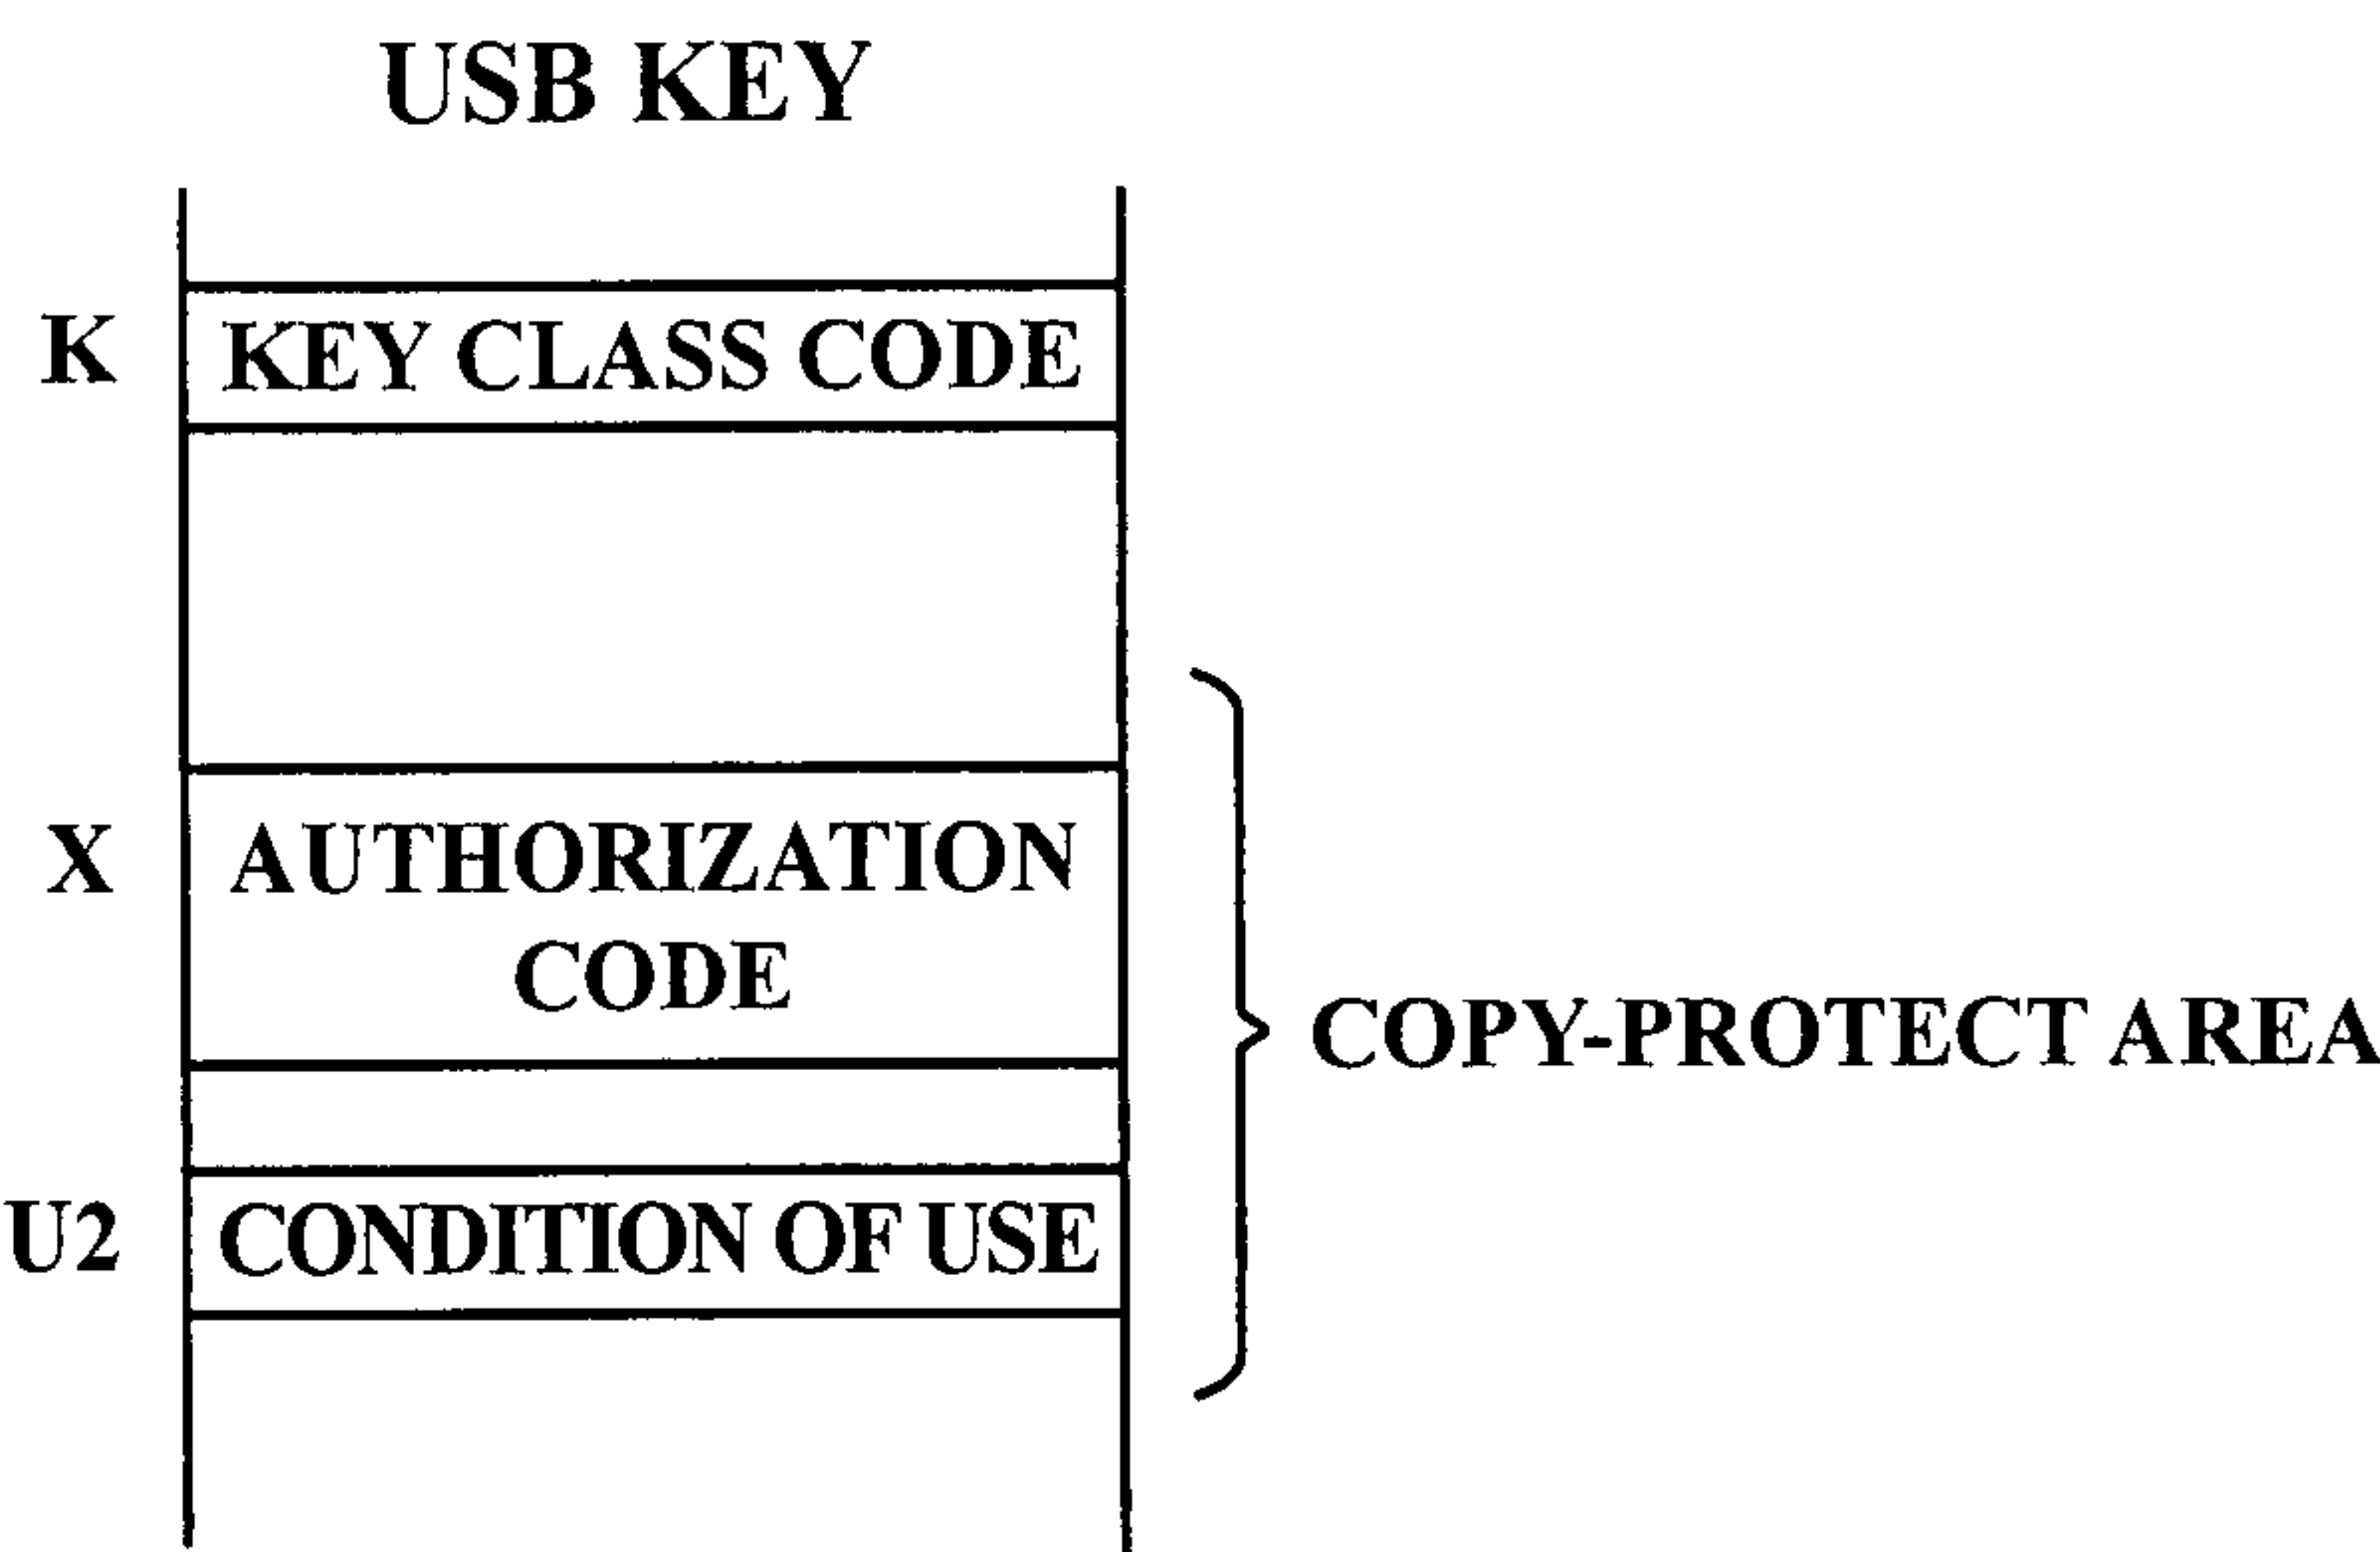 USB KEY
K KEY CLASS CODE
X AUTHORIZATION
CODE
COPY-PROTECT AREA
U2 CONDITION OF USE